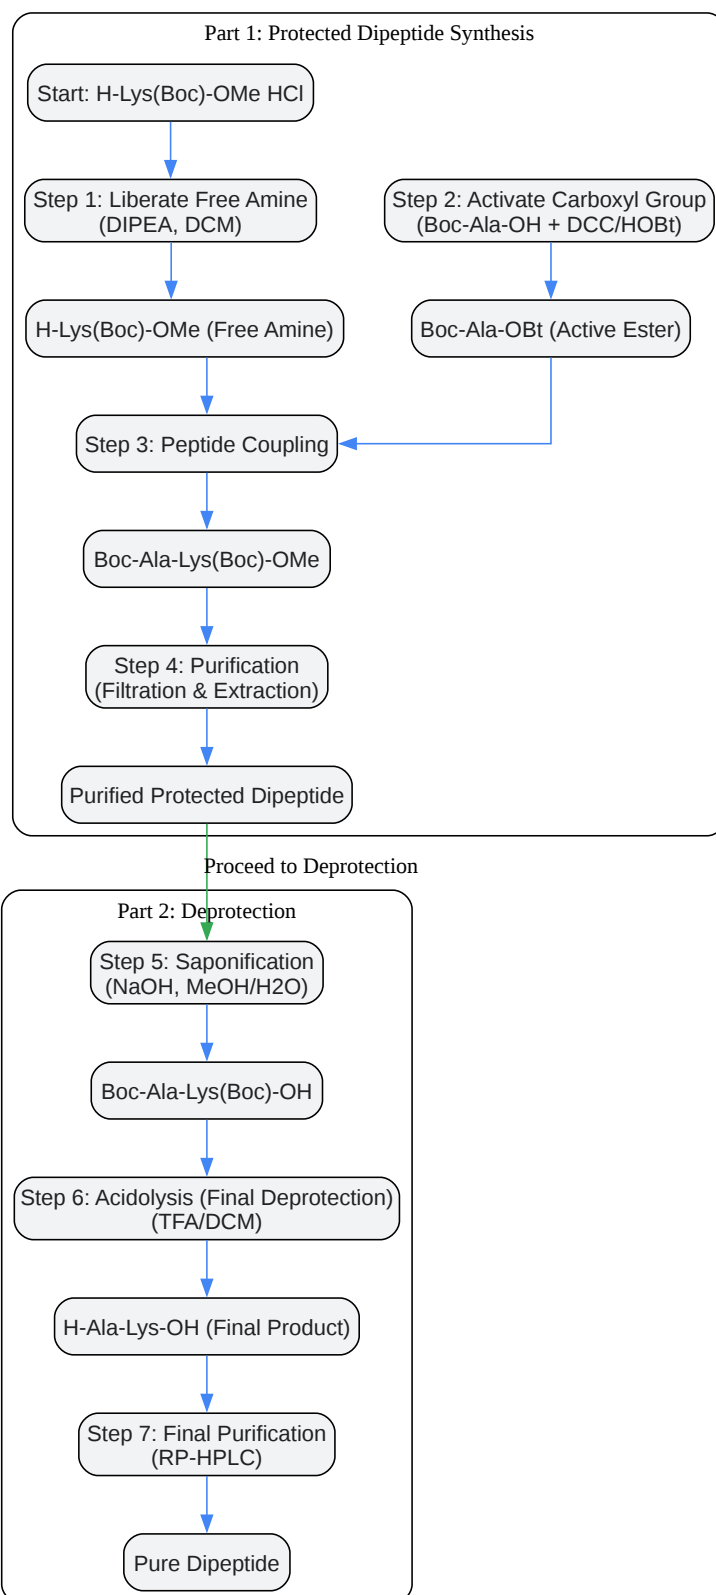 Part 1: Protected Dipeptide Synthesis
Start: H-Lys(Boc)-OMe HCl
Step 1: Liberate Free Amine
(DIPEA, DCM)
Step 2: Activate Carboxyl Group
(Boc-Ala-OH + DCC/HOBt)
H-Lys(Boc)-OMe (Free Amine)
Boc-Ala-OBt (Active Ester)
Step 3: Peptide Coupling
Boc-Ala-Lys(Boc)-OMe
Step 4: Purification
(Filtration & Extraction)
Purified Protected Dipeptide
Proceed to Deprotection
Part 2: Deprotection
Step 5: Saponification
(NaOH, MeOH/H2O)
Boc-Ala-Lys(Boc)-OH
Step 6: Acidolysis (Final Deprotection)
(TFA/DCM)
H-Ala-Lys-OH (Final Product)
Step 7: Final Purification
(RP-HPLC)
Pure Dipeptide